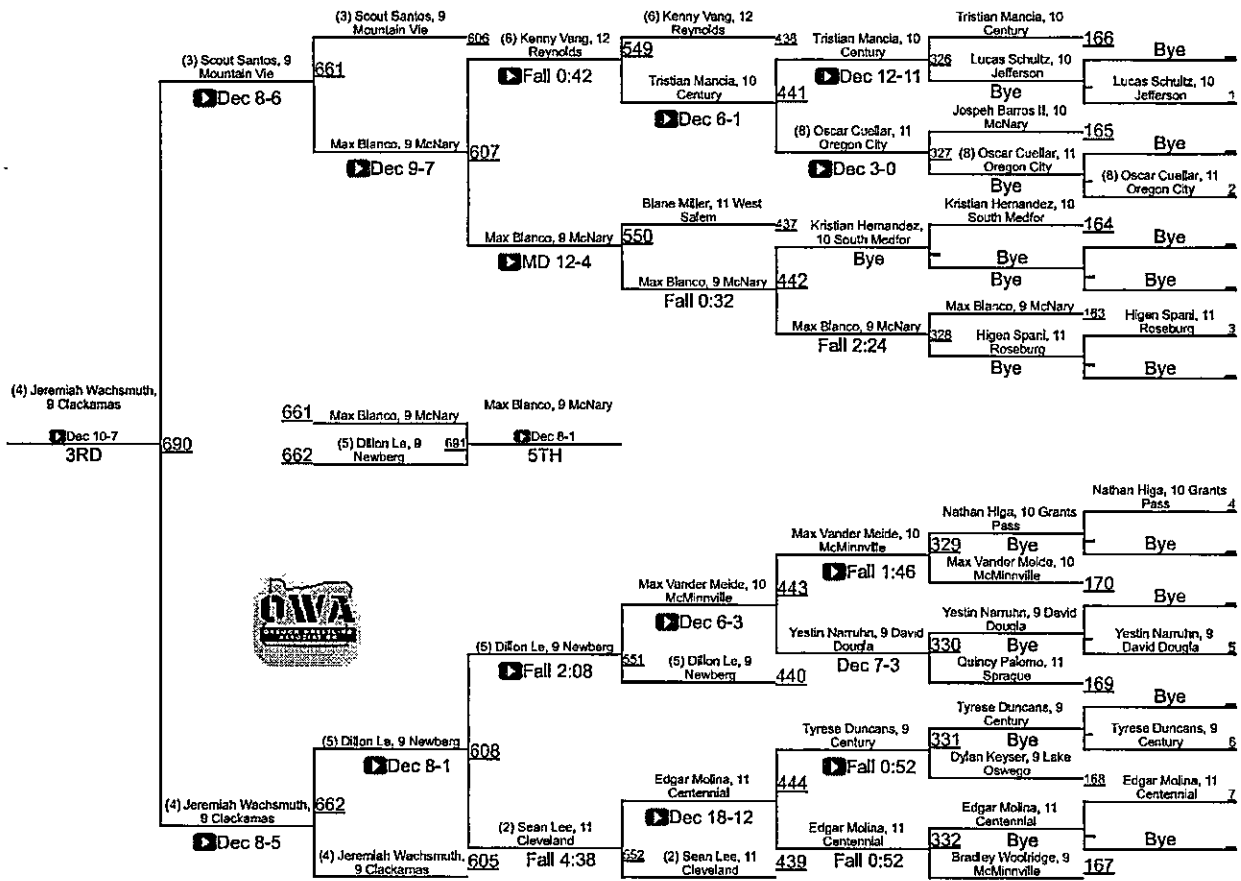 (3) Scout Santos, 9
Mountain Vie
606
(3) Scout Santos, 9
Mountain Vie
661
Dec 8-6
Max Blanco, 9 McNary
607
Dec 9-7
(6) Kenny Vang, 12
Reynolds
Fall 0:42
(6) Kenny Vang, 12
Reynolds
438
549
Tristian Mancia, 10
Century
441
Dec 6-1
Tristian Mancia, 10
Century
Dec 12-11
Tristian Mancia, 10
Century
166
326
Lucas Schultz, 10
Jefferson
Bye
Bye
Lucas Schultz, 10
Jefferson
1
(8) Oscar Cuellar, 11
Oregon City
Dec 3-0
Jospeh Barros II, 10
McNary
165
327
(8) Oscar Cuellar, 11
Oregon City
Bye
Bye
(8) Oscar Cuellar, 11
Oregon City
2
Max Blanco, 9 McNary
MD 12-4
Blane Miller, 11 West
Salem
437
550
Max Blanco, 9 McNary
442
Fall 0:32
Kristian Hernandez,
10 South Medfor
Bye
Kristian Hernandez, 10
South Medfor
164
Bye
Bye
Bye
Bye
Max Blanco, 9 McNary
Fall 2:24
Max Blanco, 9 McNary
163
328
Higen Spani, 11
Roseburg
Bye
Higen Spani, 11
Roseburg
3
Bye
(4) Jeremiah Wachsmuth,
9 Clackamas
Dec 10-7
3RD
690
661
Max Blanco, 9 McNary
662
(5) Dillon Le, 9
Newberg
691
Max Blanco, 9 McNary
Dec 8-1
5TH
OWA
Nathan Higa, 10 Grants
Pass
4
Bye
Nathan Higa, 10 Grants
Pass
Bye
329
Max Vander Meide, 10
McMinnville
170
Max Vander Meide, 10
McMinnville
Fall 1:46
Max Vander Meide, 10
McMinnville
443
Dec 6-3
Bye
Yestin Narruhn, 9
David Dougla
5
Yestin Narruhn, 9 David
Dougla
330
Bye
Quincy Palomo, 11
Sprague
169
Yestin Narruhn, 9 David
Dougla
Dec 7-3
(5) Dillon Le, 9 Newberg
Fall 2:08
551
(5) Dillon Le, 9
Newberg
440
Bye
Tyrese Duncans, 9
Century
6
Tyrese Duncans, 9
Century
331
Bye
Dylan Keyser, 9 Lake
Oswego
168
Tyrese Duncans, 9
Century
Fall 0:52
444
Edgar Molina, 11
Centennial
7
Bye
Edgar Molina, 11
Centennial
332
Bye
Bradley Woolridge, 9
McMinnville
167
Edgar Molina, 11
Centennial
Fall 0:52
Edgar Molina, 11
Centennial
Dec 18-12
552
(2) Sean Lee, 11
Cleveland
439
(2) Sean Lee, 11
Cleveland
Fall 4:38
(5) Dillon Le, 9 Newberg
608
Dec 8-1
(4) Jeremiah Wachsmuth,
9 Clackamas
662
Dec 8-5
(4) Jeremiah Wachsmuth,
9 Clackamas
605